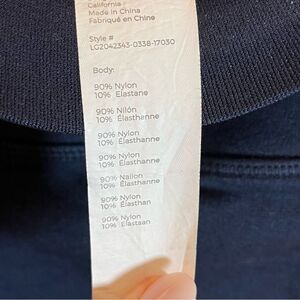 California
Made in China
Fabriqué en Chine
Style #
LG2042343-0338-17030
Body:
90% Nylon
10% Elastane
90% Nilón
10% Elasthanne
90% Nylon
10% Élasthanne
90% Nylon
10% Elasthanne
90% Nailon
10% Elasthanne
90% Nylon
10% Elasthan
90% Nylon
10% Elastaan